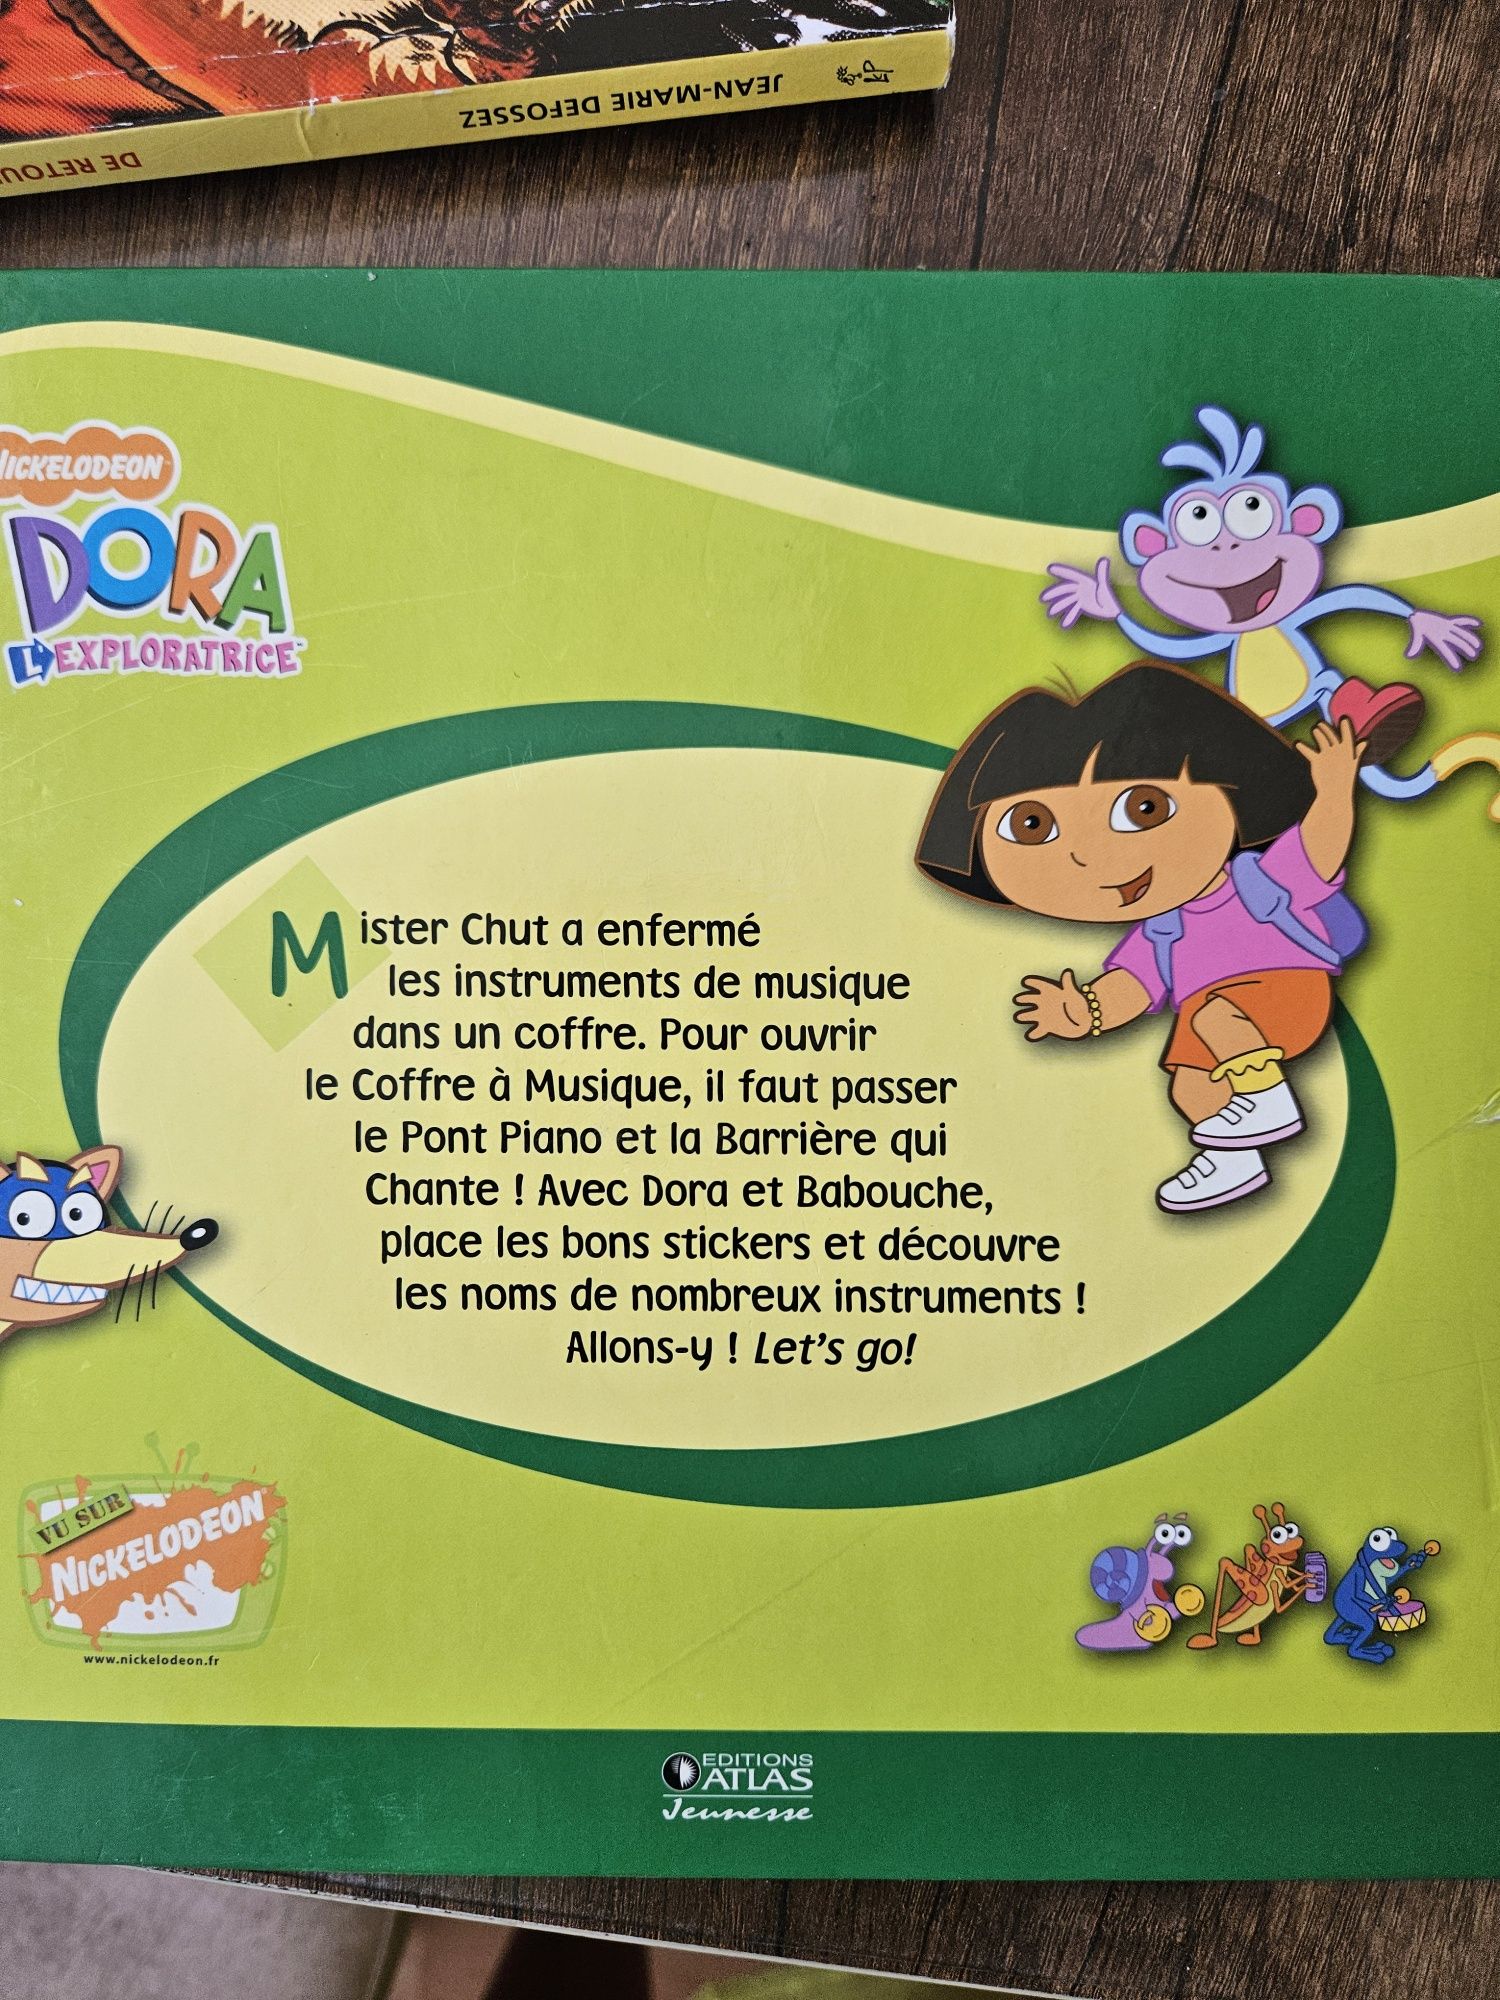 JEAN-MARIE DEFOSSEZ
DE RETOU
NICKELODEON
DORA
L'EXPLORATRICE™
Mister Chut a enfermé
les instruments de musique
dans un coffre. Pour ouvrir
le Coffre à Musique, il faut passer
le Pont Piano et la Barrière qui
Chante ! Avec Dora et Babouche,
place les bons stickers et découvre
les noms de nombreux instruments !
Allons-y ! Let's go!
VU SUR
NICKELODEON
www.nickelodeon.fr
EDITIONS
ATLAS
Jeunesse